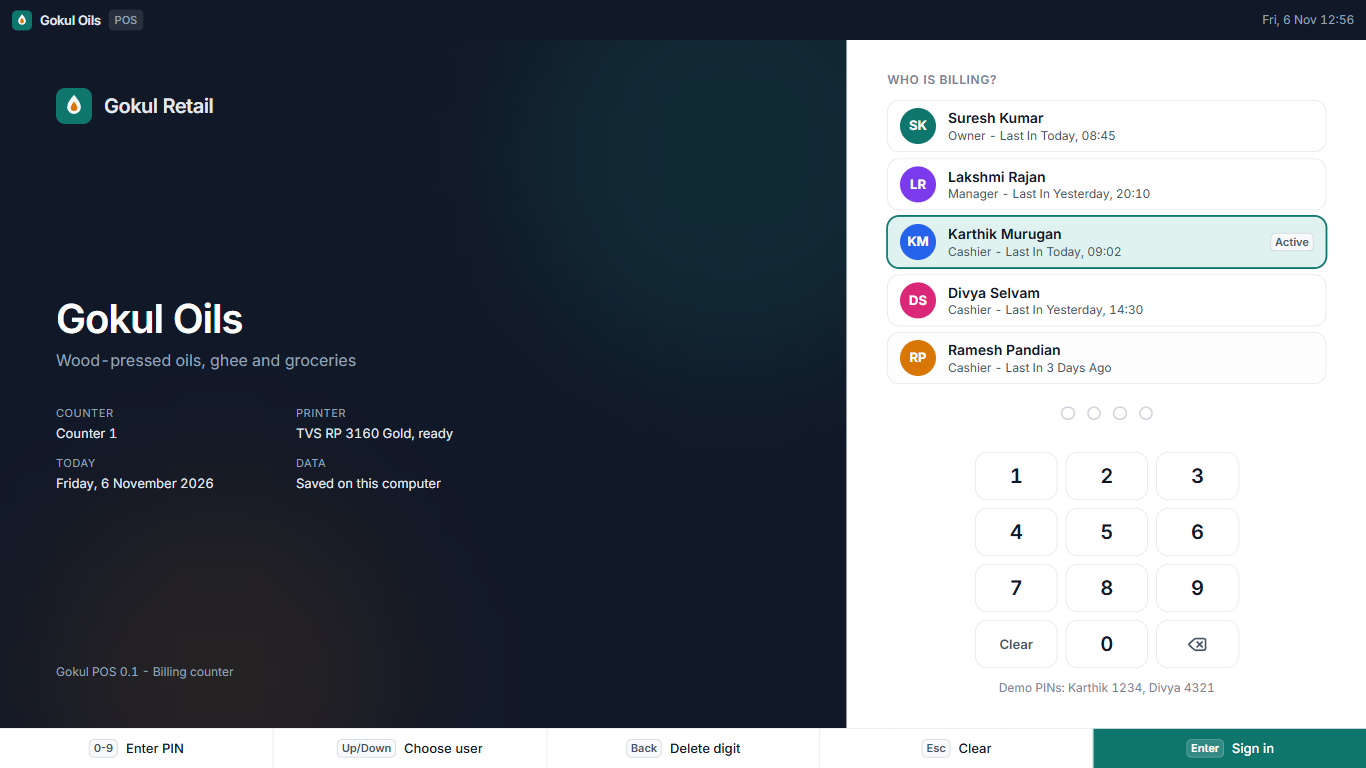 Gokul Oils POS
Fri, 6 Nov 12:56
Gokul Retail
Gokul Oils
Wood-pressed oils, ghee and groceries
COUNTER
Counter 1
PRINTER
TVS RP 3160 Gold, ready
TODAY
Friday, 6 November 2026
DATA
Saved on this computer
Gokul POS 0.1 - Billing counter
WHO IS BILLING?
SK
Suresh Kumar
Owner - Last In Today, 08:45
LR
Lakshmi Rajan
Manager - Last In Yesterday, 20:10
KM
Karthik Murugan
Cashier - Last In Today, 09:02
Active
DS
Divya Selvam
Cashier - Last In Yesterday, 14:30
RP
Ramesh Pandian
Cashier - Last In 3 Days Ago
1 2 3
4 5 6
7 8 9
Clear 0
Demo PINs: Karthik 1234, Divya 4321
0-9 Enter PIN
Up/Down Choose user
Back Delete digit
Esc Clear
Enter Sign in